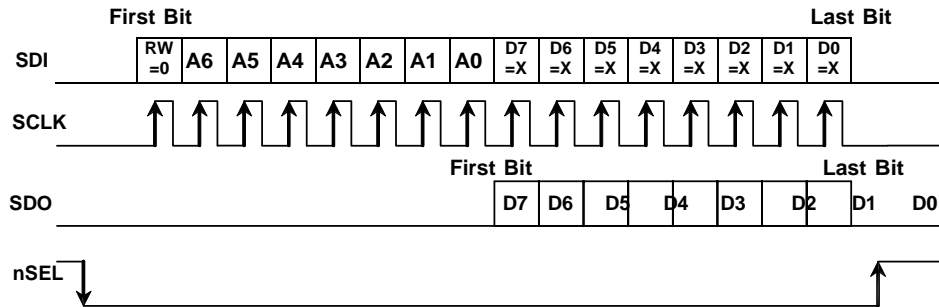 First Bit Last Bit
SDI RW =0 A6 A5 A4 A3 A2 A1 A0 D7 =X D6 =X D5 =X D4 =X D3 =X D2 =X D1 =X D0 =X
SCLK
First Bit Last Bit
SDO D7 D6 D5 D4 D3 D2 D1 D0
nSEL